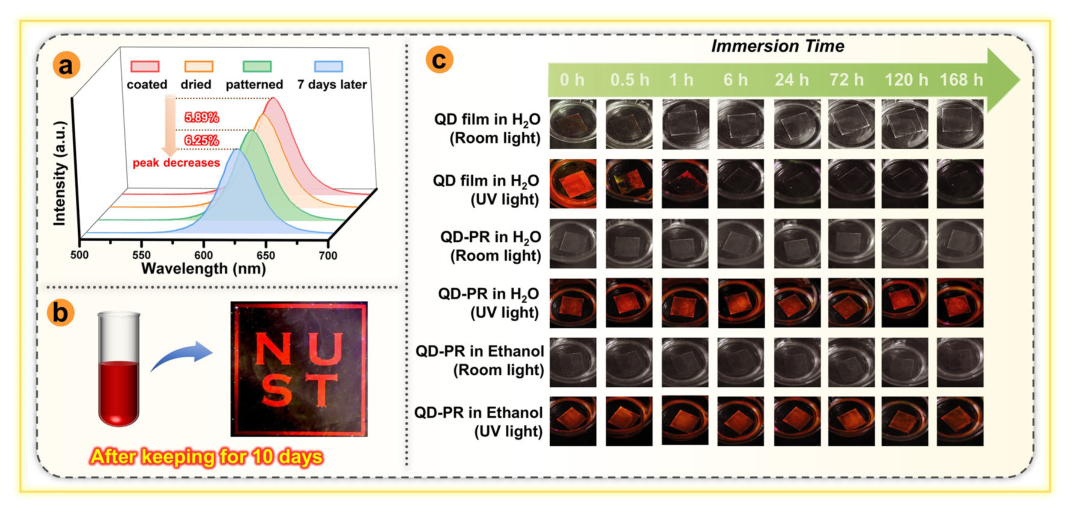 a
coated dried patterned 7 days later
5.89%
6.25%
peak decreases
Intensity (a.u.)
500 550 600 650 700
Wavelength (nm)
b
NU
ST
After keeping for 10 days
c
Immersion Time
0 h 0.5 h 1 h 6 h 24 h 72 h 120 h 168 h
QD film in H₂O
(Room light)
QD film in H₂O
(UV light)
QD-PR in H₂O
(Room light)
QD-PR in H₂O
(UV light)
QD-PR in Ethanol
(Room light)
QD-PR in Ethanol
(UV light)